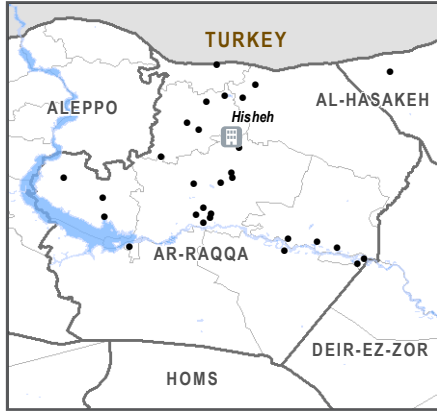 TURKEY
ALEPPO
AL-HASAKEH
Hisheh
AR-RAQQA
DEIR-EZ-ZOR
HOMS